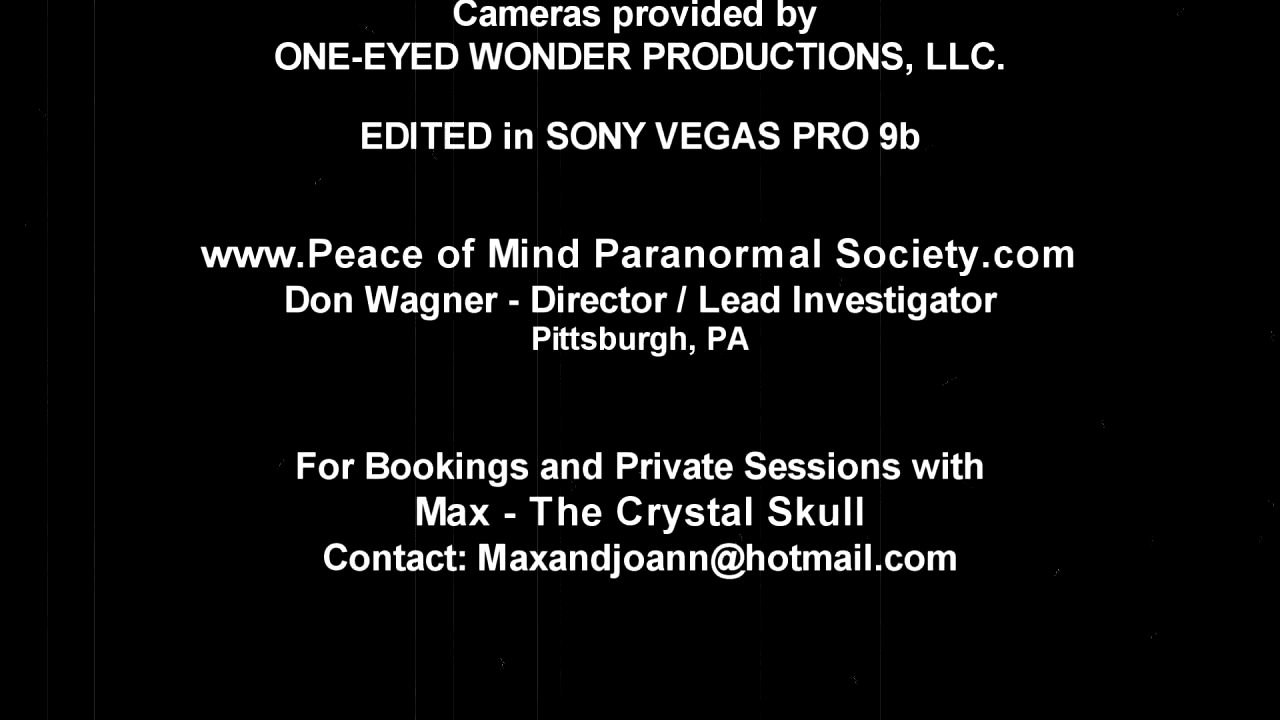 Cameras provided by
ONE-EYED WONDER PRODUCTIONS, LLC.
EDITED in SONY VEGAS PRO 9b
www.Peace of Mind Paranormal Society.com
Don Wagner - Director / Lead Investigator
Pittsburgh, PA
For Bookings and Private Sessions with
Max - The Crystal Skull
Contact: Maxandjoann@hotmail.com